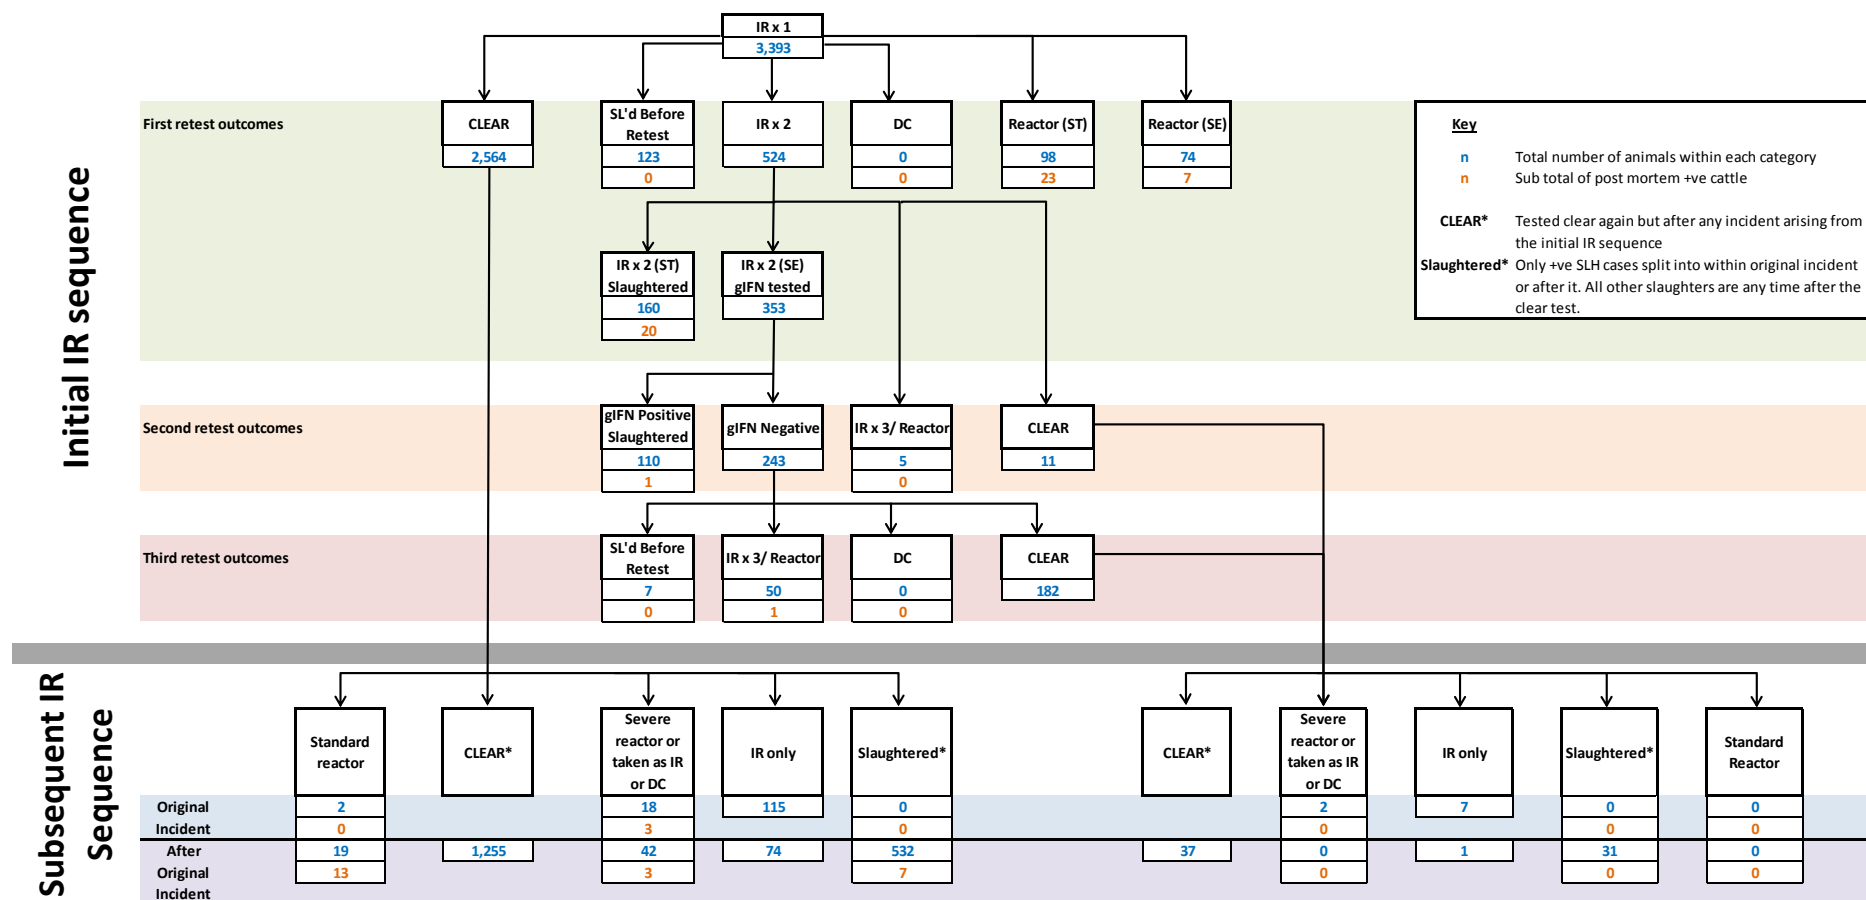 IR x 1
3,393
Initial IR sequence
First retest outcomes
CLEAR
2,564
SL'd Before
Retest
123
0
IR x 2
524
DC
0
0
Reactor (ST)
98
23
Reactor (SE)
74
7
Key
n Total number of animals within each category
n Sub total of post mortem +ve cattle
CLEAR* Tested clear again but after any incident arising from
the initial IR sequence
Slaughtered* Only +ve SLH cases split into within original incident
or after it. All other slaughters are any time after the
clear test.
IR x 2 (ST)
Slaughtered
160
20
IR x 2 (SE)
gIFN tested
353
Second retest outcomes
gIFN Positive
Slaughtered
110
1
gIFN Negative
243
IR x 3/ Reactor
5
0
CLEAR
11
Third retest outcomes
SL'd Before
Retest
7
0
IR x 3/ Reactor
50
1
DC
0
0
CLEAR
182
Subsequent IR
Sequence
Standard
reactor
CLEAR*
Severe
reactor or
taken as IR
or DC
IR only
Slaughtered*
CLEAR*
Severe
reactor or
taken as IR
or DC
IR only
Slaughtered*
Standard
Reactor
Original 2 18 115 0 2 7 0 0
Incident 0 3 0 0 0 0
After 19 1,255 42 74 532 37 0 1 31 0
Original 13 3 7 0 0 0
Incident